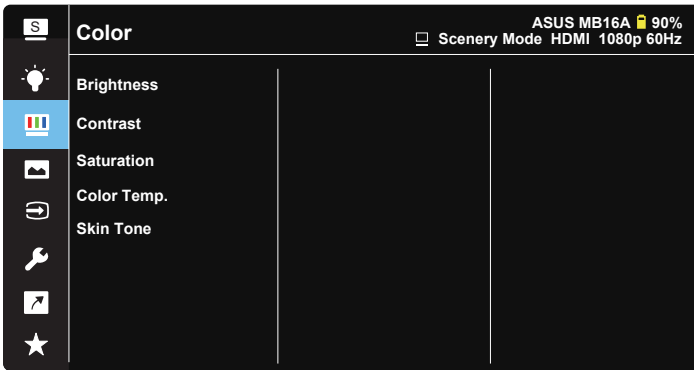 S
Color
ASUS MB16A 90%
Scenery Mode HDMI 1080p 60Hz
Brightness
Contrast
Saturation
Color Temp.
Skin Tone